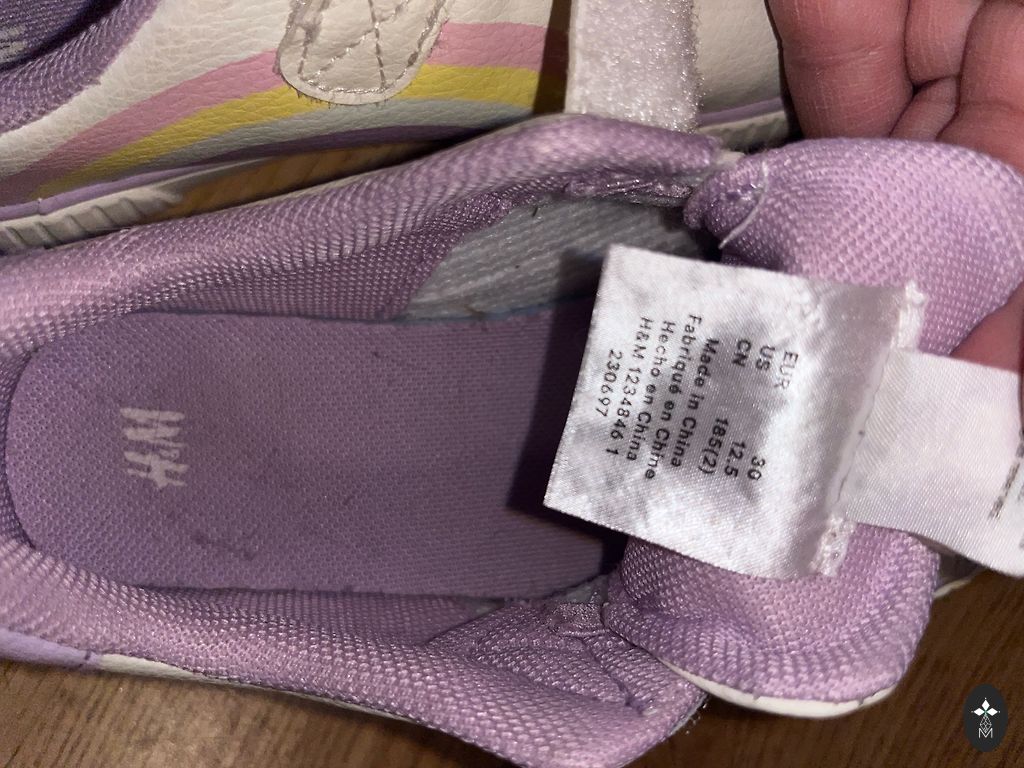 EUR 30
US 12.5
CN 185(2)
Made in China
Fabriqué en Chine
Hecho en China
H&M 1234846 1
230697
H&M
M